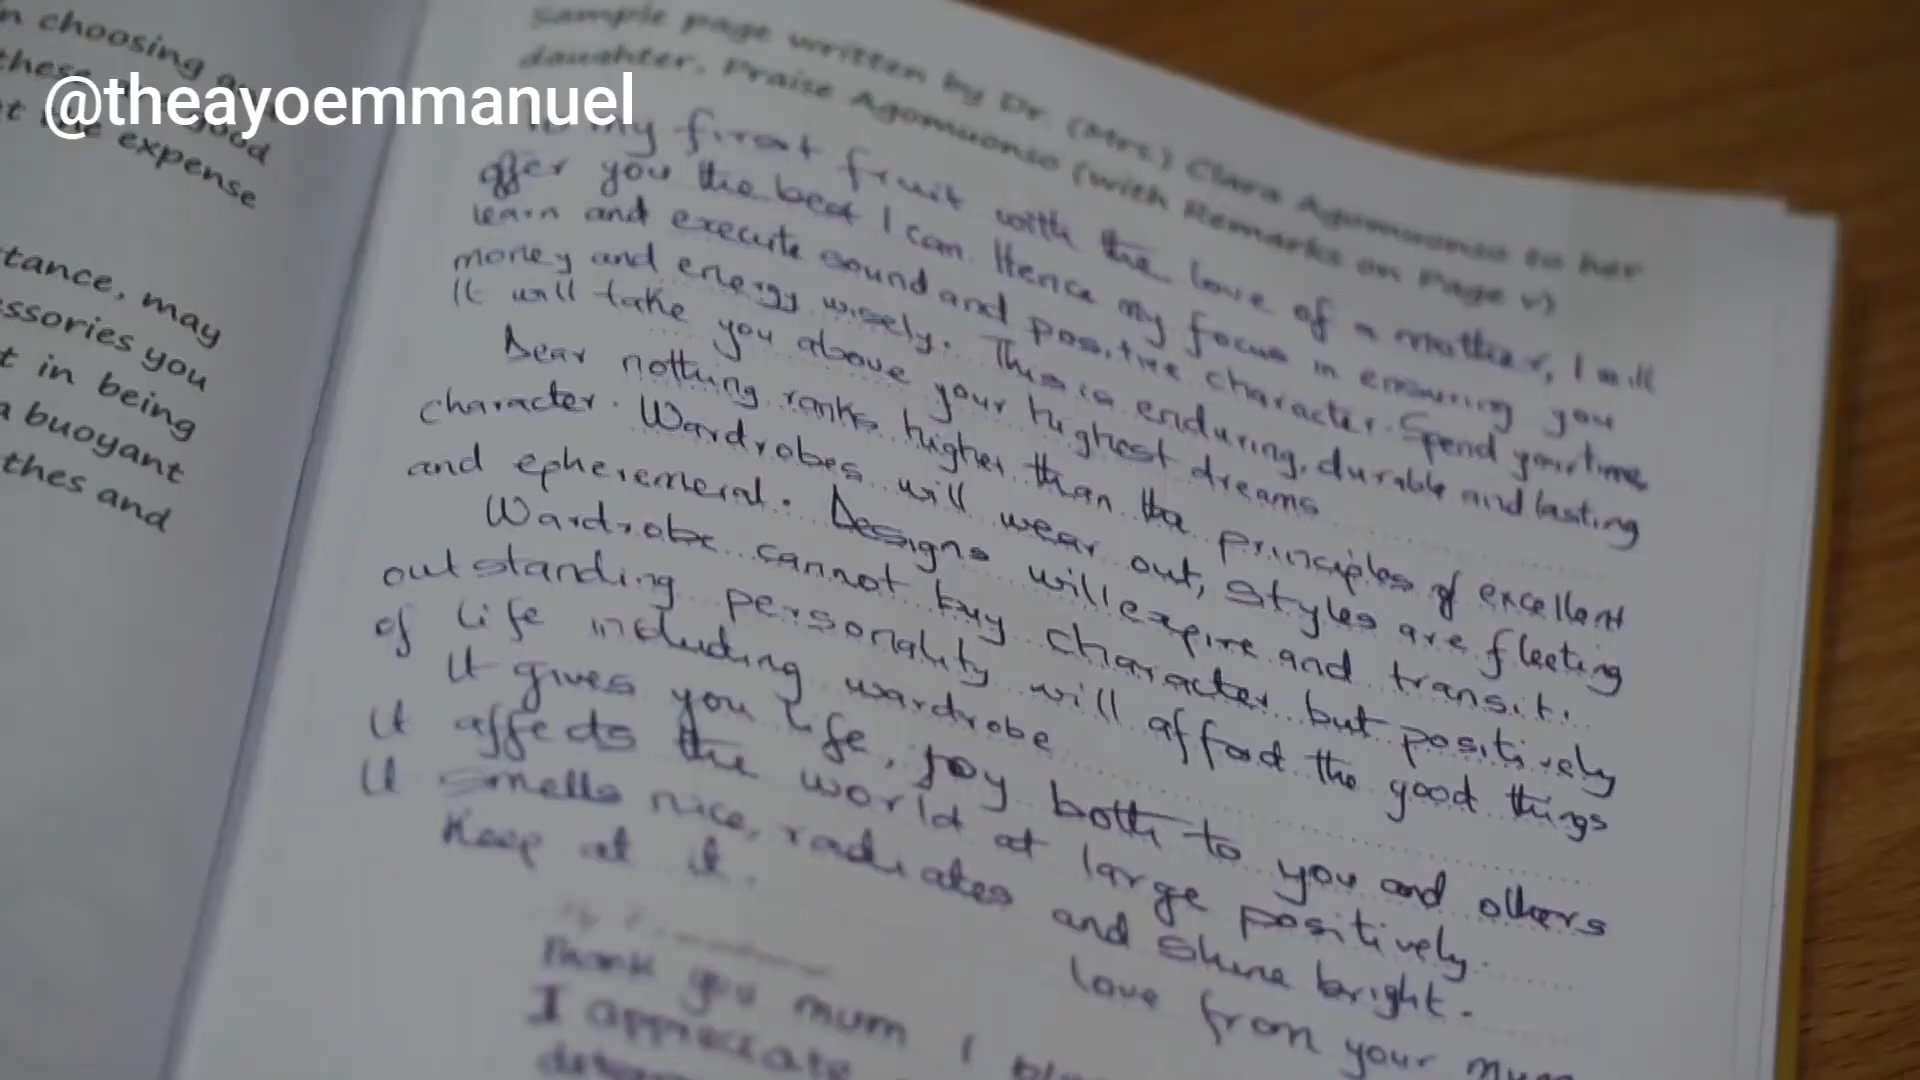 n choosing
these
good
t the expense
tance, may
ssories you
t in being
a buoyant
thes and
@theayoemmanuel
Sample page written by Dr. (Mrs.) Clara Agomuonso to her
daughter, Praise Agomuonso (with Remarks on Page v)
To my first fruit with the love of a mother, I will
offer you the best I can. Hence my focus in ensuring you
learn and execute sound and positive character. Spend your time
money and energy wisely. This is enduring, durable and lasting
It will take you above your highest dreams
Dear nothing ranks higher than the principles of excellent
character. Wardrobes will wear out, Styles are fleeting
and epheremeral. Designs will expire and transit.
Wardrobe cannot buy character but positively
outstanding personality will afford the good things
of life including wardrobe
It gives you life, joy both to you and others
It affects the world at large positively.
It smells nice, radiates and shine bright.
Keep at it.
love from your mum
Thank you mum I
I appreciate